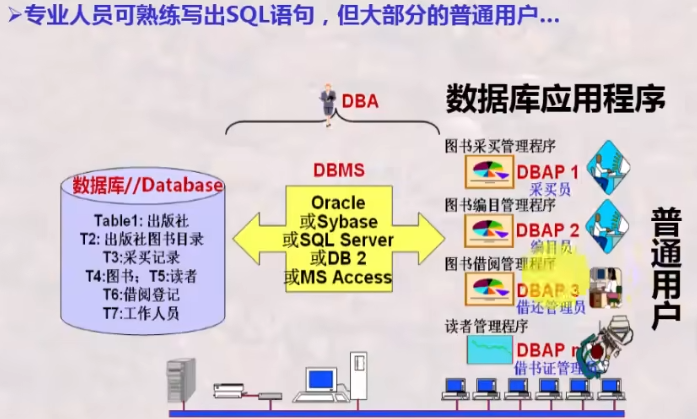 ➢专业人员可熟练写出SQL语句，但大部分的普通用户…
DBA
数据库应用程序
数据库//Database
Table1: 出版社
T2: 出版社图书目录
T3:采买记录
T4:图书；T5:读者
T6:借阅登记
T7:工作人员
DBMS
Oracle
或Sybase
或SQL Server
或DB 2
或MS Access
图书采买管理程序
DBAP 1
采买员
图书编目管理程序
DBAP 2
编目员
图书借阅管理程序
DBAP 3
借还管理员
读者管理程序
DBAP n
借书证管理
普通用户